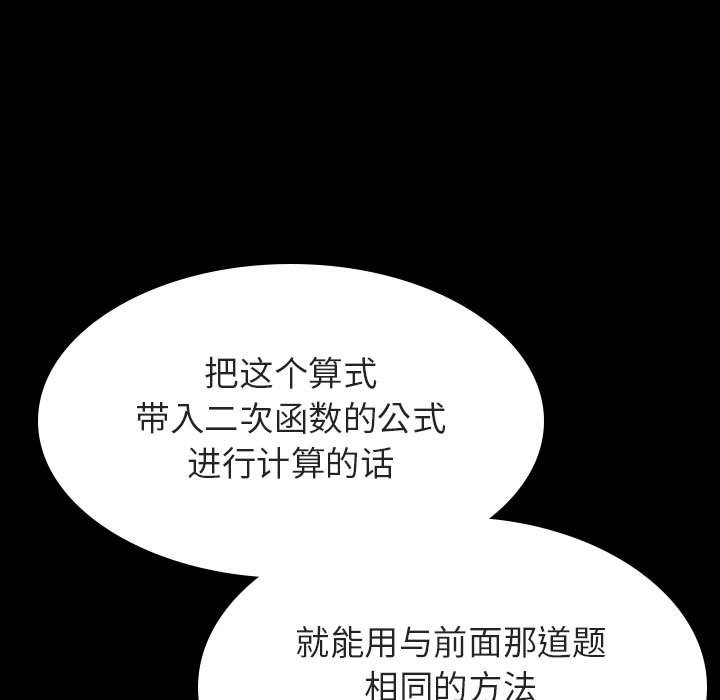 把这个算式
带入二次函数的公式
进行计算的话
就能用与前面那道题
相同的方法